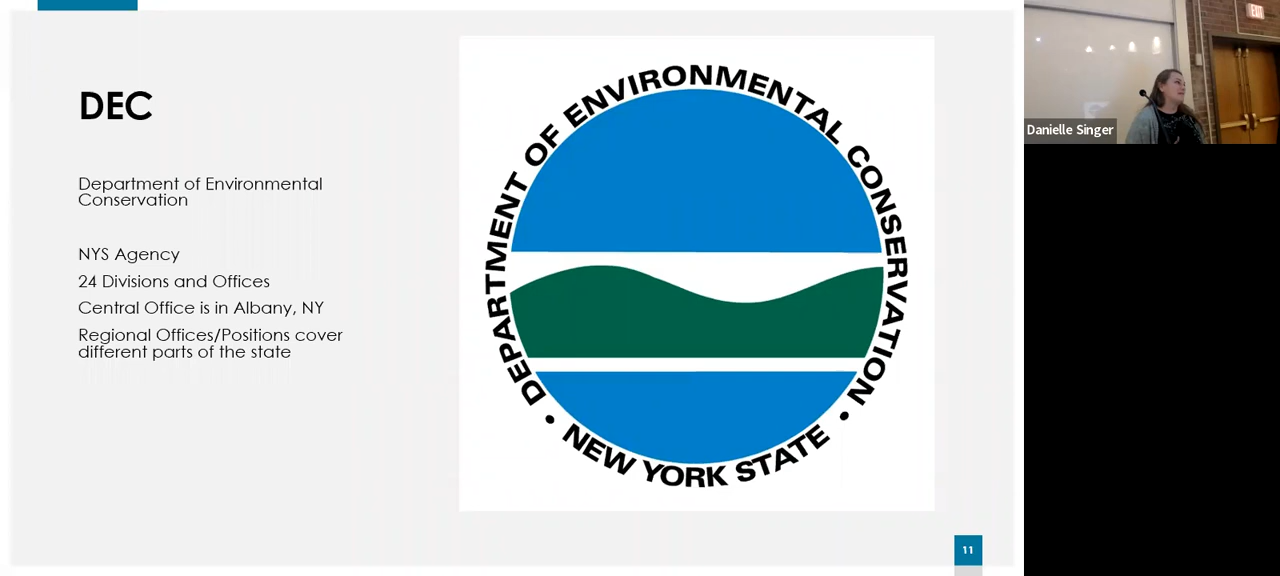 DEC
Department of Environmental
Conservation
NYS Agency
24 Divisions and Offices
Central Office is in Albany, NY
Regional Offices/Positions cover
different parts of the state
DEPARTMENT OF ENVIRONMENTAL CONSERVATION
• NEW YORK STATE •
11
EXIT
Danielle Singer